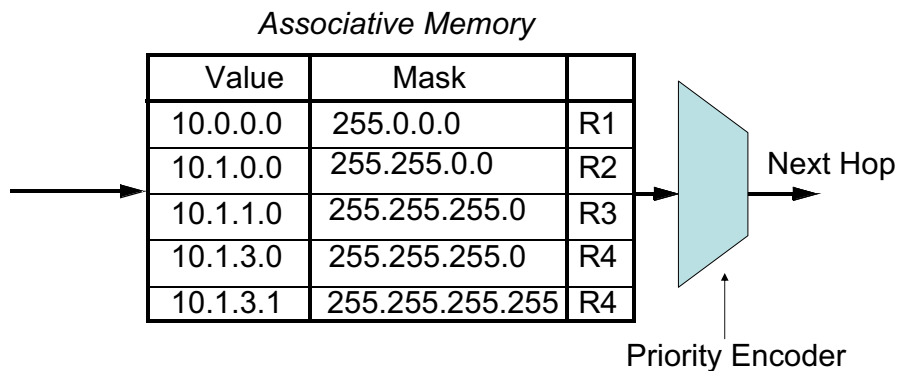 Associative Memory
Value Mask
10.0.0.0 255.0.0.0 R1
10.1.0.0 255.255.0.0 R2
Next Hop
10.1.1.0 255.255.255.0 R3
10.1.3.0 255.255.255.0 R4
10.1.3.1 255.255.255.255 R4
Priority Encoder